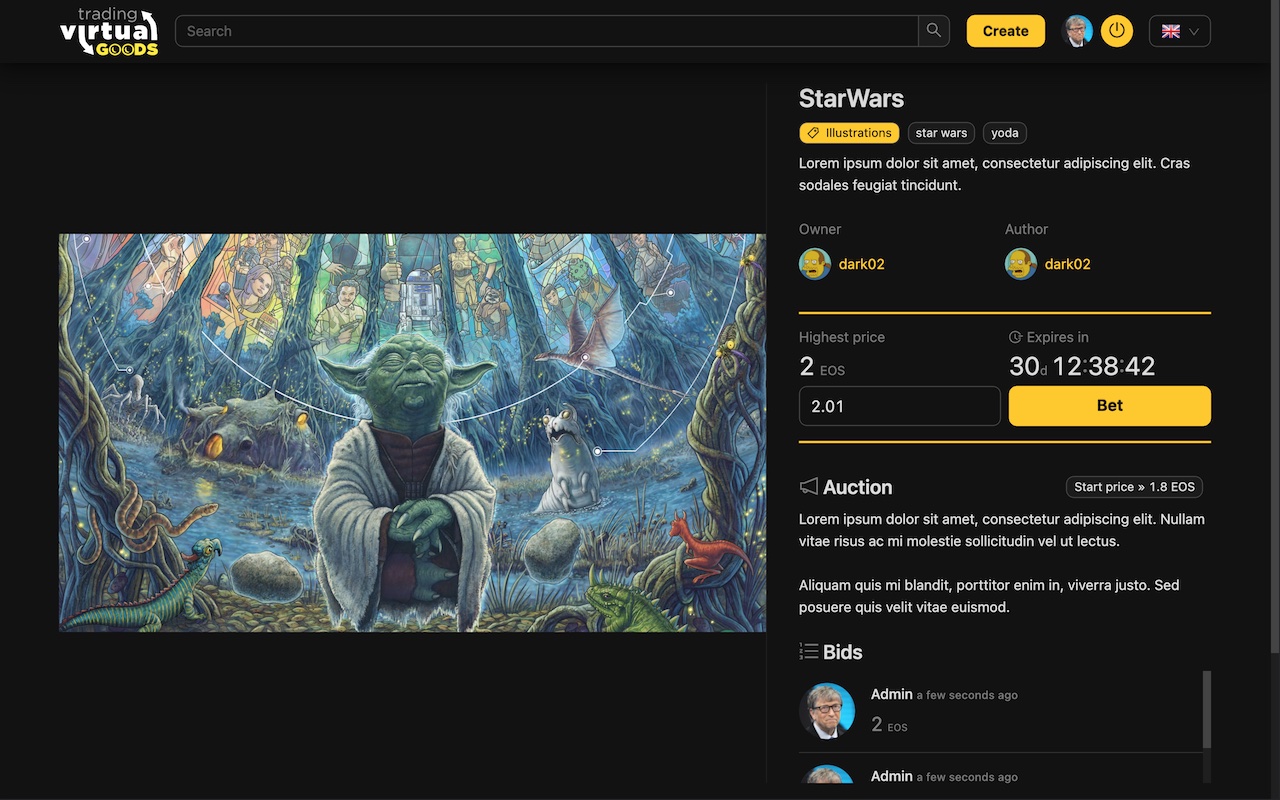 trading
virtual
GOODS
Search
Create
StarWars
Illustrations
star wars
yoda
Lorem ipsum dolor sit amet, consectetur adipiscing elit. Cras
sodales feugiat tincidunt.
Owner
Author
dark02
dark02
Highest price
Expires in
2 EOS
30d 12:38:42
2.01
Bet
Auction
Start price » 1.8 EOS
Lorem ipsum dolor sit amet, consectetur adipiscing elit. Nullam
vitae risus ac mi molestie sollicitudin vel ut lectus.
Aliquam quis mi blandit, porttitor enim in, viverra justo. Sed
posuere quis velit vitae euismod.
Bids
Admin a few seconds ago
2 EOS
Admin a few seconds ago